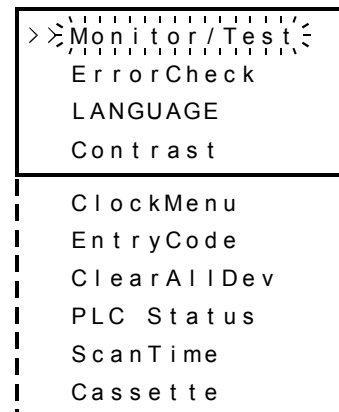 >>Monitor/Test
ErrorCheck
LANGUAGE
Contrast
ClockMenu
EntryCode
ClearAllDev
PLC Status
ScanTime
Cassette